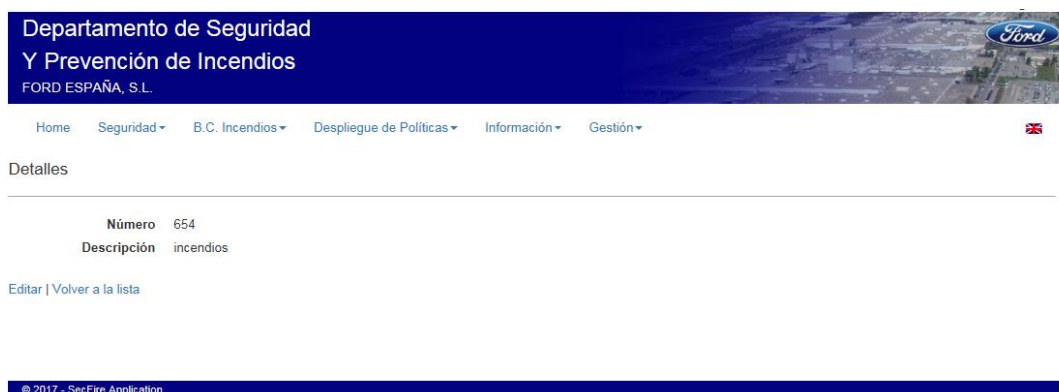 Departamento de Seguridad
Y Prevención de Incendios
FORD ESPAÑA, S.L.
Ford
Home Seguridad B.C. Incendios Despliegue de Políticas Información Gestión
Detalles
Número 654
Descripción incendios
Editar | Volver a la lista
© 2017 - SecFire Application